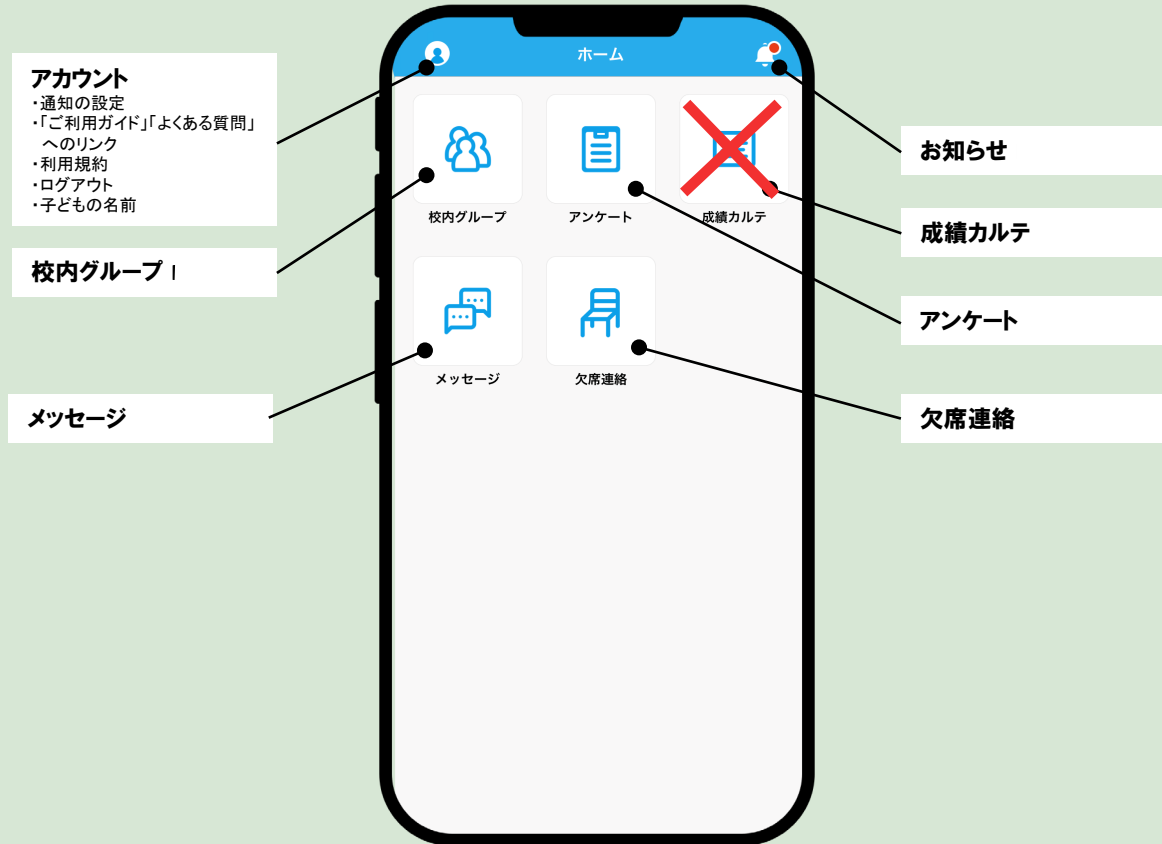 アカウント
・通知の設定
・「ご利用ガイド」「よくある質問」
へのリンク
・利用規約
・ログアウト
・子どもの名前
校内グループ I
メッセージ
ホーム
校内グループ
アンケート
成績カルテ
メッセージ
欠席連絡
お知らせ
成績カルテ
アンケート
欠席連絡